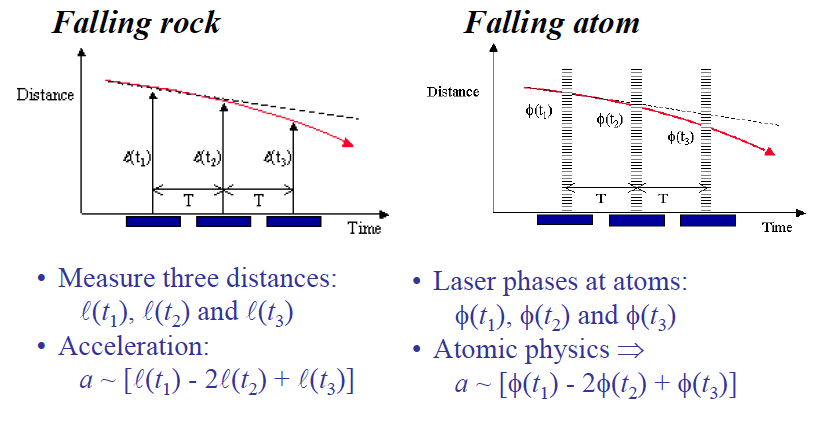 Falling rock
Distance
ℓ(t₁)
ℓ(t₂)
ℓ(t₃)
T
T
Time
• Measure three distances:
ℓ(t₁), ℓ(t₂) and ℓ(t₃)
• Acceleration:
a ~ [ℓ(t₁) - 2ℓ(t₂) + ℓ(t₃)]
Falling atom
Distance
ϕ(t₁)
ϕ(t₂)
ϕ(t₃)
T
T
Time
• Laser phases at atoms:
ϕ(t₁), ϕ(t₂) and ϕ(t₃)
• Atomic physics ⇒
a ~ [ϕ(t₁) - 2ϕ(t₂) + ϕ(t₃)]